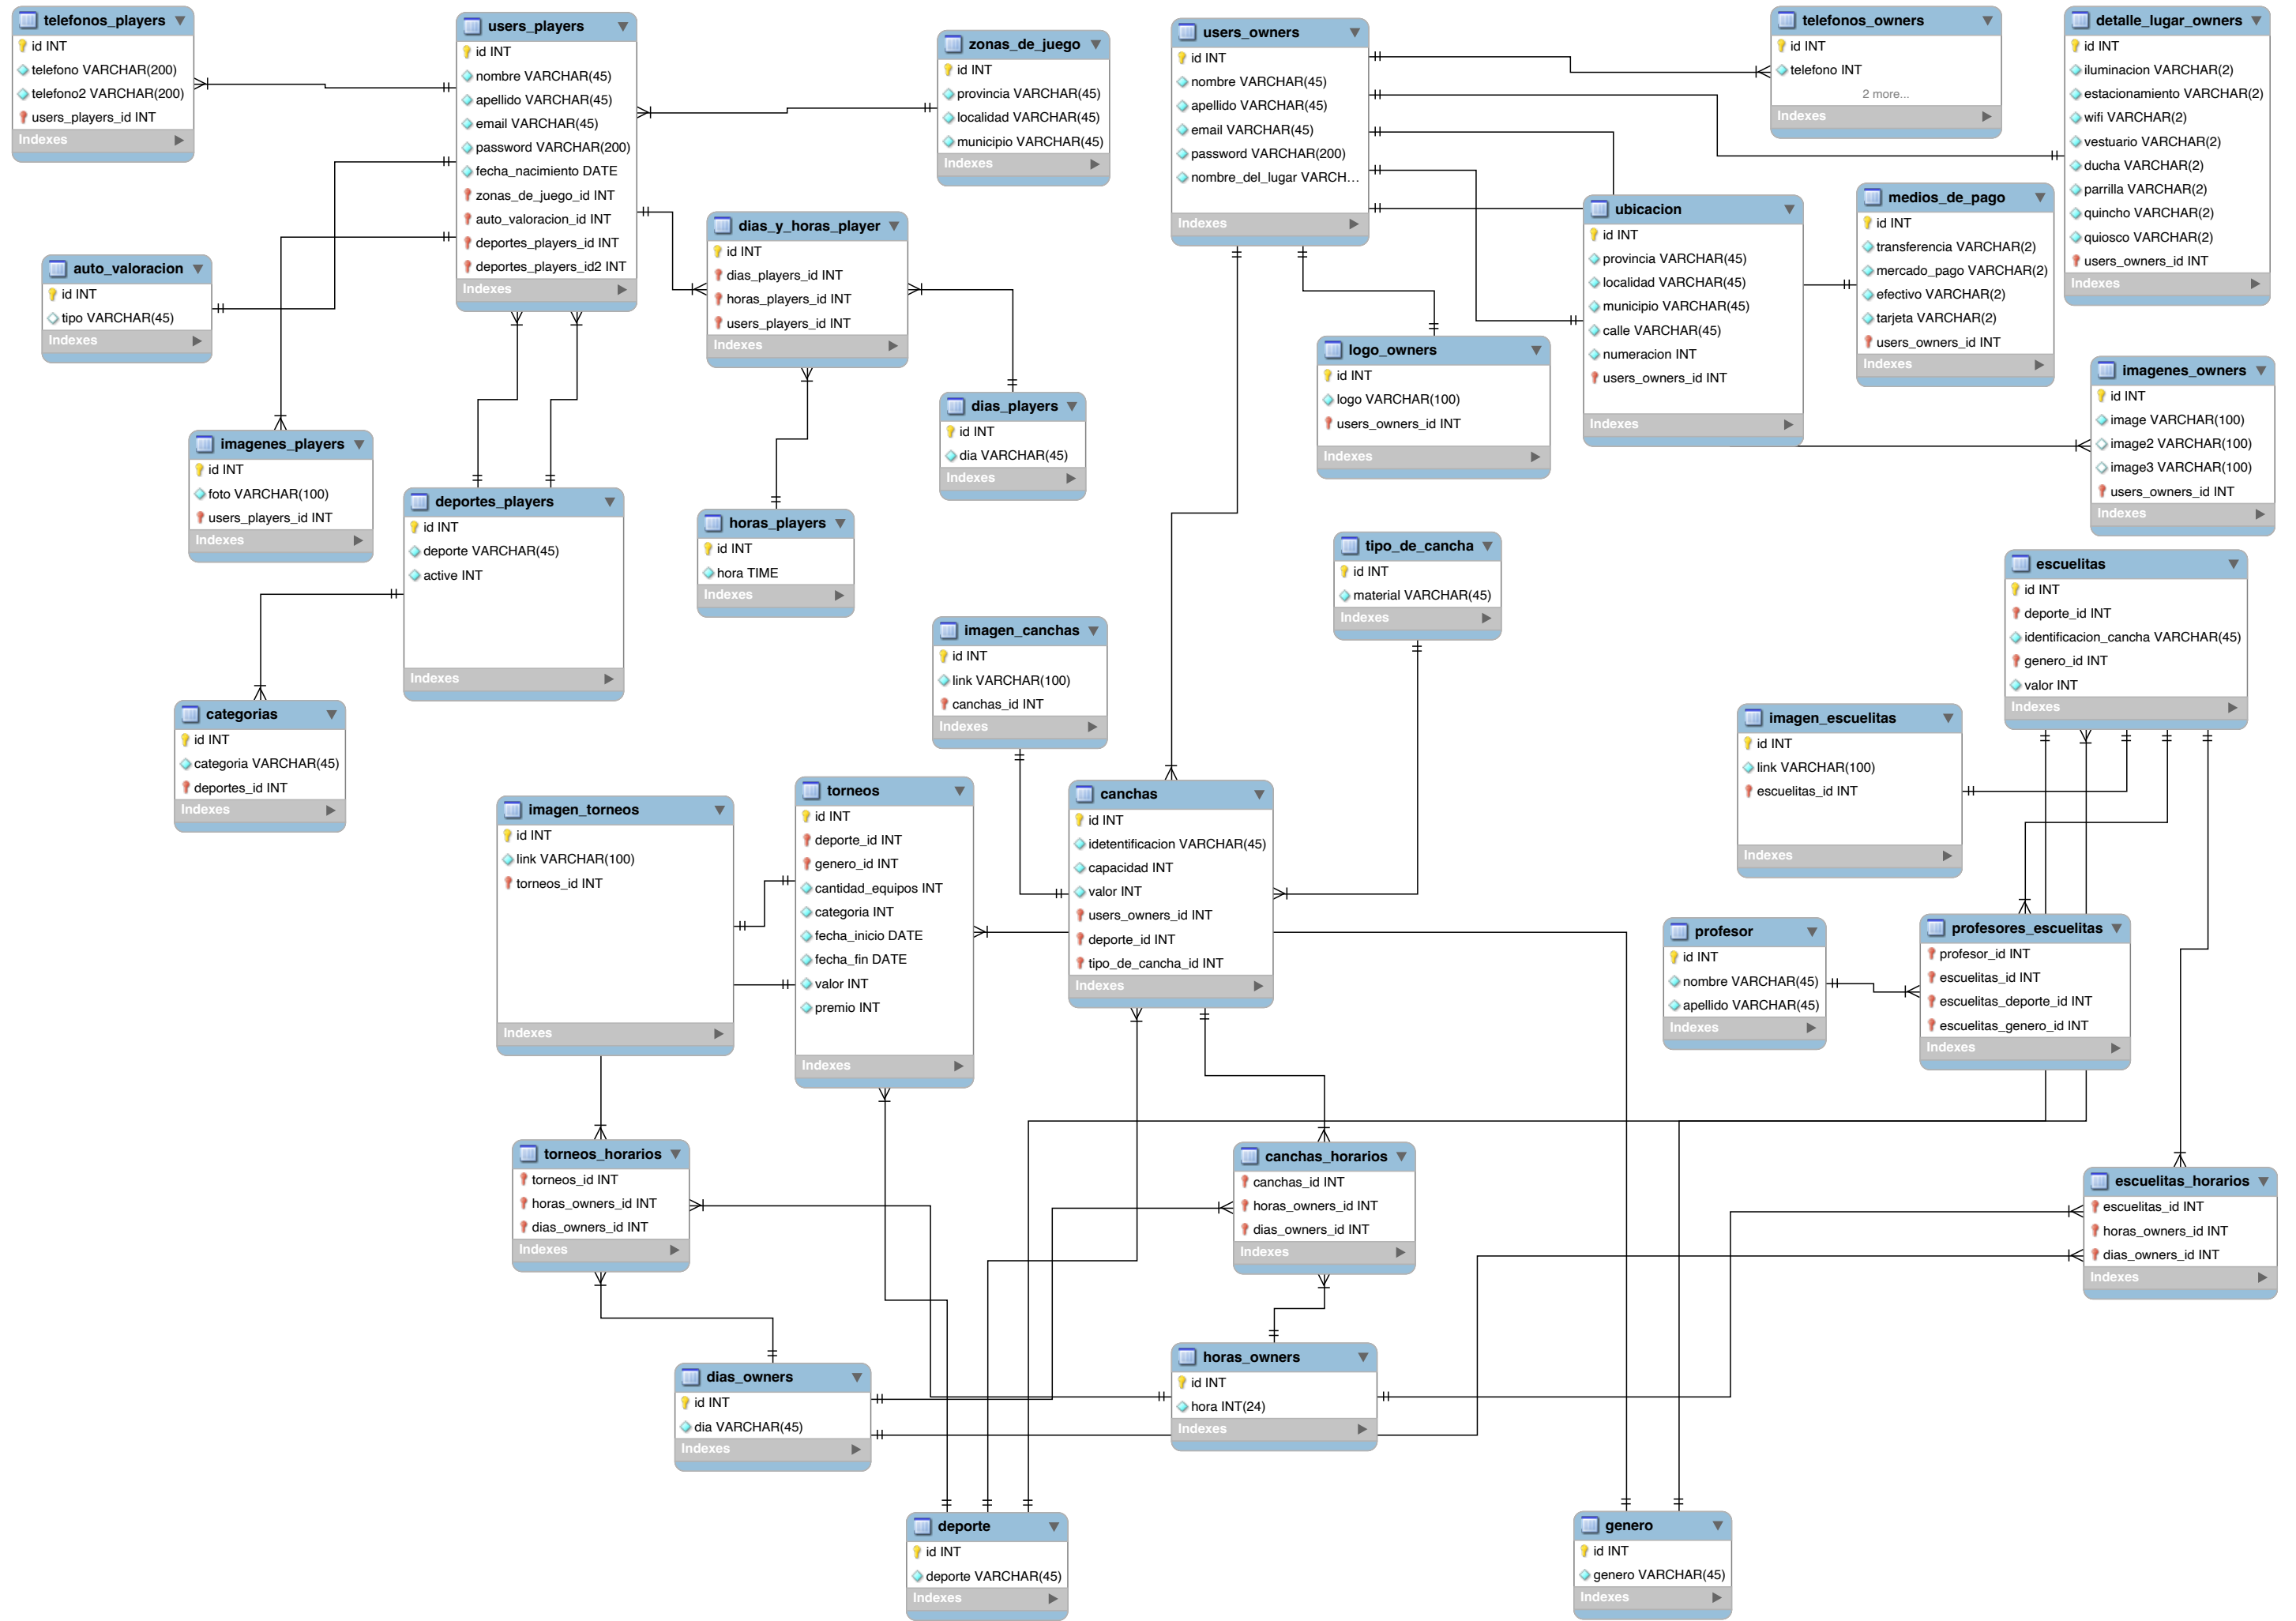 telefonos_players
id INT
telefono VARCHAR(200)
telefono2 VARCHAR(200)
users_players_id INT
Indexes
users_players
id INT
nombre VARCHAR(45)
apellido VARCHAR(45)
email VARCHAR(45)
password VARCHAR(200)
fecha_nacimiento DATE
zonas_de_juego_id INT
auto_valoracion_id INT
deportes_players_id INT
deportes_players_id2 INT
Indexes
zonas_de_juego
id INT
provincia VARCHAR(45)
localidad VARCHAR(45)
municipio VARCHAR(45)
Indexes
users_owners
id INT
nombre VARCHAR(45)
apellido VARCHAR(45)
email VARCHAR(45)
password VARCHAR(200)
nombre_del_lugar VARCH...
Indexes
telefonos_owners
id INT
telefono INT
2 more...
Indexes
detalle_lugar_owners
id INT
iluminacion VARCHAR(2)
estacionamiento VARCHAR(2)
wifi VARCHAR(2)
vestuario VARCHAR(2)
ducha VARCHAR(2)
parrilla VARCHAR(2)
quincho VARCHAR(2)
quiosco VARCHAR(2)
users_owners_id INT
Indexes
auto_valoracion
id INT
tipo VARCHAR(45)
Indexes
dias_y_horas_player
id INT
dias_players_id INT
horas_players_id INT
users_players_id INT
Indexes
ubicacion
id INT
provincia VARCHAR(45)
localidad VARCHAR(45)
municipio VARCHAR(45)
calle VARCHAR(45)
numeracion INT
users_owners_id INT
Indexes
medios_de_pago
id INT
transferencia VARCHAR(2)
mercado_pago VARCHAR(2)
efectivo VARCHAR(2)
tarjeta VARCHAR(2)
users_owners_id INT
Indexes
logo_owners
id INT
logo VARCHAR(100)
users_owners_id INT
Indexes
imagenes_owners
id INT
image VARCHAR(100)
image2 VARCHAR(100)
image3 VARCHAR(100)
users_owners_id INT
Indexes
dias_players
id INT
dia VARCHAR(45)
Indexes
imagenes_players
id INT
foto VARCHAR(100)
users_players_id INT
Indexes
deportes_players
id INT
deporte VARCHAR(45)
active INT
Indexes
horas_players
id INT
hora TIME
Indexes
tipo_de_cancha
id INT
material VARCHAR(45)
Indexes
escuelitas
id INT
deporte_id INT
identificacion_cancha VARCHAR(45)
genero_id INT
valor INT
Indexes
imagen_canchas
id INT
link VARCHAR(100)
canchas_id INT
Indexes
categorias
id INT
categoria VARCHAR(45)
deportes_id INT
Indexes
imagen_escuelitas
id INT
link VARCHAR(100)
escuelitas_id INT
Indexes
imagen_torneos
id INT
link VARCHAR(100)
torneos_id INT
Indexes
torneos
id INT
deporte_id INT
genero_id INT
cantidad_equipos INT
categoria INT
fecha_inicio DATE
fecha_fin DATE
valor INT
premio INT
Indexes
canchas
id INT
idetentificacion VARCHAR(45)
capacidad INT
valor INT
users_owners_id INT
deporte_id INT
tipo_de_cancha_id INT
Indexes
profesor
id INT
nombre VARCHAR(45)
apellido VARCHAR(45)
Indexes
profesores_escuelitas
profesor_id INT
escuelitas_id INT
escuelitas_deporte_id INT
escuelitas_genero_id INT
Indexes
torneos_horarios
torneos_id INT
horas_owners_id INT
dias_owners_id INT
Indexes
canchas_horarios
canchas_id INT
horas_owners_id INT
dias_owners_id INT
Indexes
escuelitas_horarios
escuelitas_id INT
horas_owners_id INT
dias_owners_id INT
Indexes
dias_owners
id INT
dia VARCHAR(45)
Indexes
horas_owners
id INT
hora INT(24)
Indexes
deporte
id INT
deporte VARCHAR(45)
Indexes
genero
id INT
genero VARCHAR(45)
Indexes